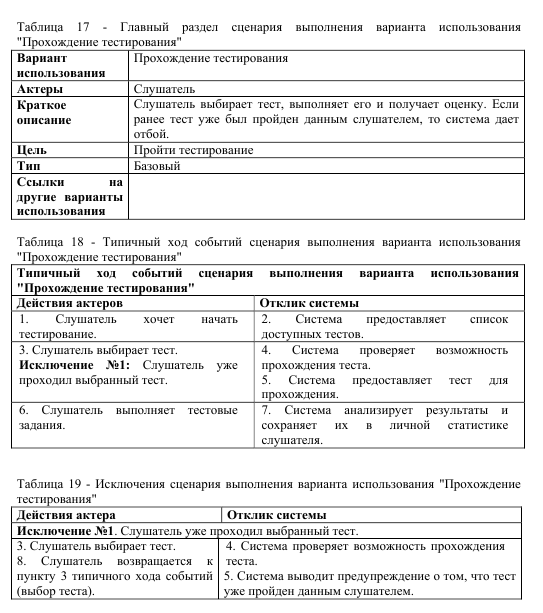 Таблица 17 - Главный раздел сценария выполнения варианта использования
"Прохождение тестирования"
Вариант
использования
Прохождение тестирования
Актеры
Слушатель
Краткое
описание
Слушатель выбирает тест, выполняет его и получает оценку. Если
ранее тест уже был пройден данным слушателем, то система дает
отбой.
Цель
Пройти тестирование
Тип
Базовый
Ссылки на
другие варианты
использования
Таблица 18 - Типичный ход событий сценария выполнения варианта использования
"Прохождение тестирования"
Типичный ход событий сценария выполнения варианта использования
"Прохождение тестирования"
Действия актеров
Отклик системы
1. Слушатель хочет начать
тестирование.
2. Система предоставляет список
доступных тестов.
3. Слушатель выбирает тест.
Исключение №1: Слушатель уже
проходил выбранный тест.
4. Система проверяет возможность
прохождения теста.
5. Система предоставляет тест для
прохождения.
6. Слушатель выполняет тестовые
задания.
7. Система анализирует результаты и
сохраняет их в личной статистике
слушателя.
Таблица 19 - Исключения сценария выполнения варианта использования "Прохождение
тестирования"
Действия актера
Отклик системы
Исключение №1. Слушатель уже проходил выбранный тест.
3. Слушатель выбирает тест.
8. Слушатель возвращается к
пункту 3 типичного хода событий
(выбор теста).
4. Система проверяет возможность прохождения
теста.
5. Система выводит предупреждение о том, что тест
уже пройден данным слушателем.